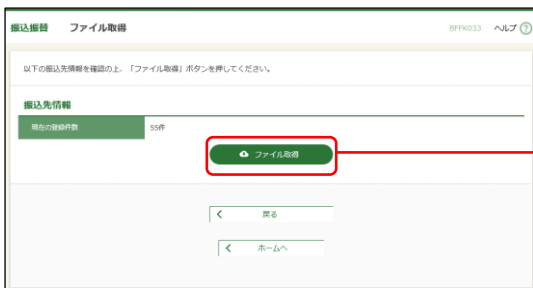 振込振替 ファイル取得 BFFK033 ヘルプ ?
以下の振込先情報を確認の上、「ファイル取得」ボタンを押してください。
振込先情報
現在の登録件数 55件
ファイル取得
戻る
ホームへ